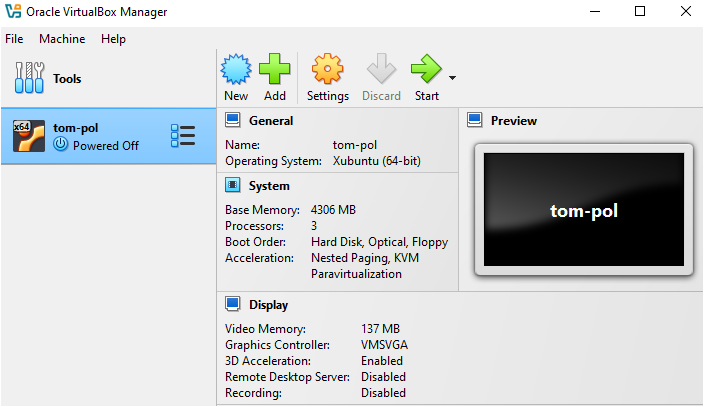 Oracle VirtualBox Manager
File Machine Help
Tools
New Add Settings Discard Start
x64
tom-pol
Powered Off
General
Name: tom-pol
Operating System: Xubuntu (64-bit)
System
Base Memory: 4306 MB
Processors: 3
Boot Order: Hard Disk, Optical, Floppy
Acceleration: Nested Paging, KVM
Paravirtualization
Display
Video Memory: 137 MB
Graphics Controller: VMSVGA
3D Acceleration: Enabled
Remote Desktop Server: Disabled
Recording: Disabled
Preview
tom-pol